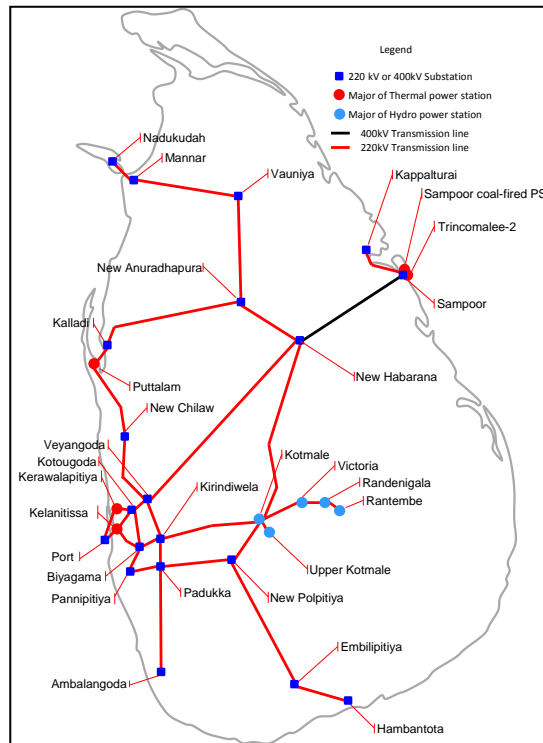 Legend
220 kV or 400kV Substation
Major of Thermal power station
Major of Hydro power station
400kV Transmission line
220kV Transmission line
Nadukudah
Mannar
Vauniya
Kappalturai
Sampoor coal-fired PS
Trincomalee-2
New Anuradhapura
Sampoor
Kalladi
New Habarana
Puttalam
New Chilaw
Veyangoda
Kotougoda
Kerawalapitiya
Kirindiwela
Kotmale
Victoria
Randenigala
Rantembe
Kelanitissa
Port
Biyagama
Pannipitiya
Padukka
Upper Kotmale
New Polpitiya
Embilipitiya
Ambalangoda
Hambantota